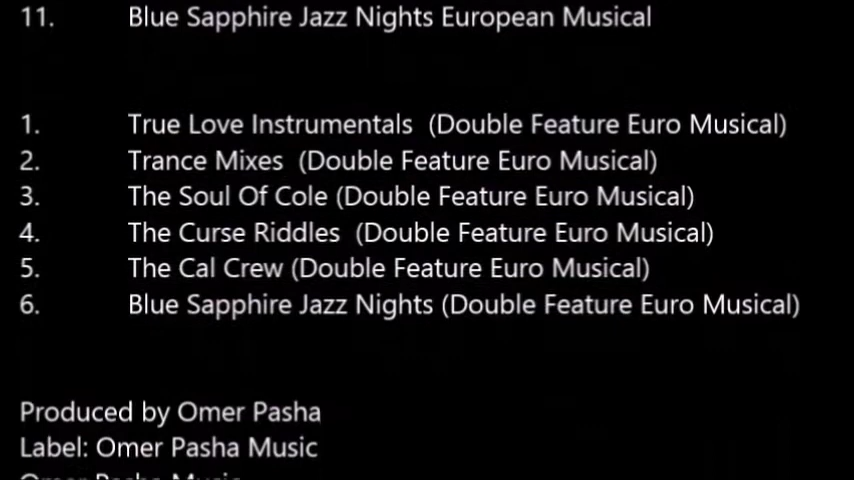 11. Blue Sapphire Jazz Nights European Musical
1. True Love Instrumentals (Double Feature Euro Musical)
2. Trance Mixes (Double Feature Euro Musical)
3. The Soul Of Cole (Double Feature Euro Musical)
4. The Curse Riddles (Double Feature Euro Musical)
5. The Cal Crew (Double Feature Euro Musical)
6. Blue Sapphire Jazz Nights (Double Feature Euro Musical)
Produced by Omer Pasha
Label: Omer Pasha Music
Omer Pasha Music